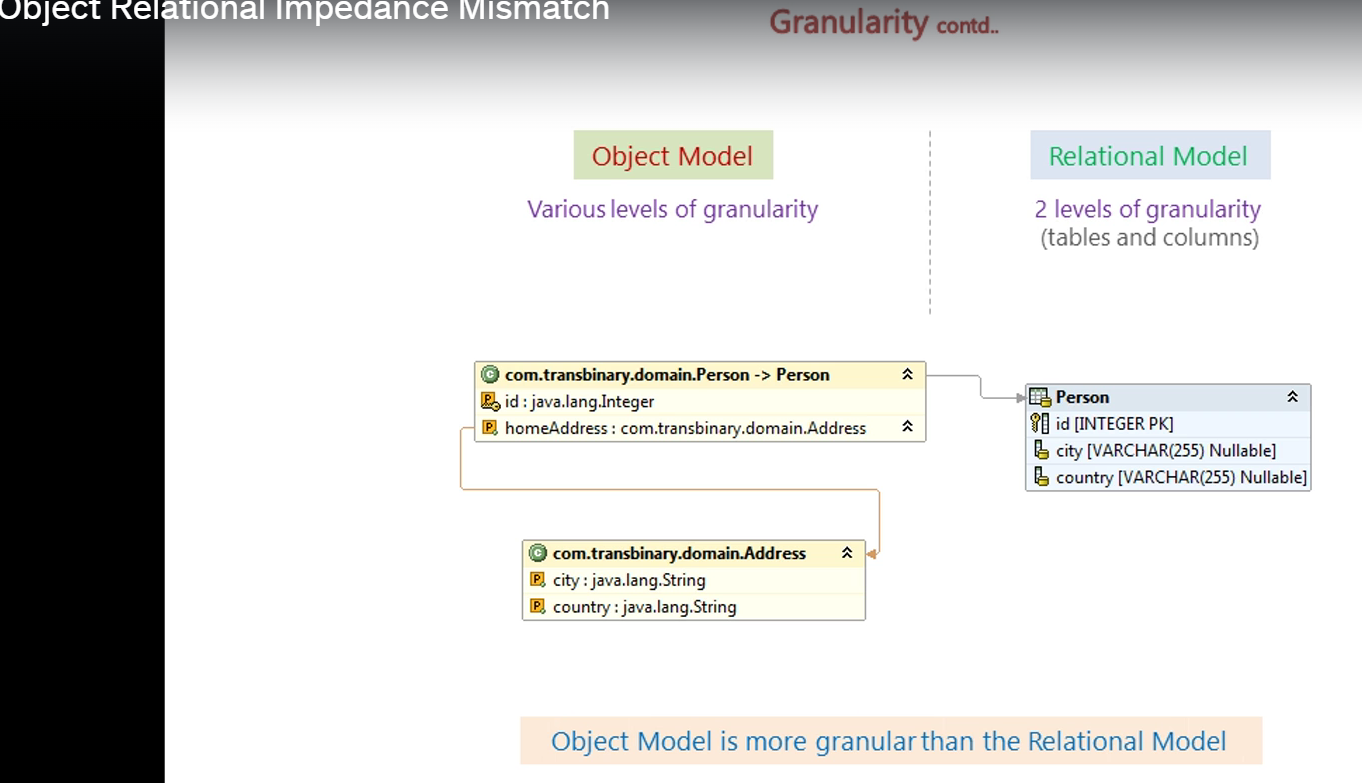 Object Relational Impedance Mismatch
Granularity contd..
Object Model
Relational Model
Various levels of granularity
2 levels of granularity
(tables and columns)
com.transbinary.domain.Person -> Person
id : java.lang.Integer
homeAddress : com.transbinary.domain.Address
Person
id [INTEGER PK]
city [VARCHAR(255) Nullable]
country [VARCHAR(255) Nullable]
com.transbinary.domain.Address
city : java.lang.String
country : java.lang.String
Object Model is more granular than the Relational Model